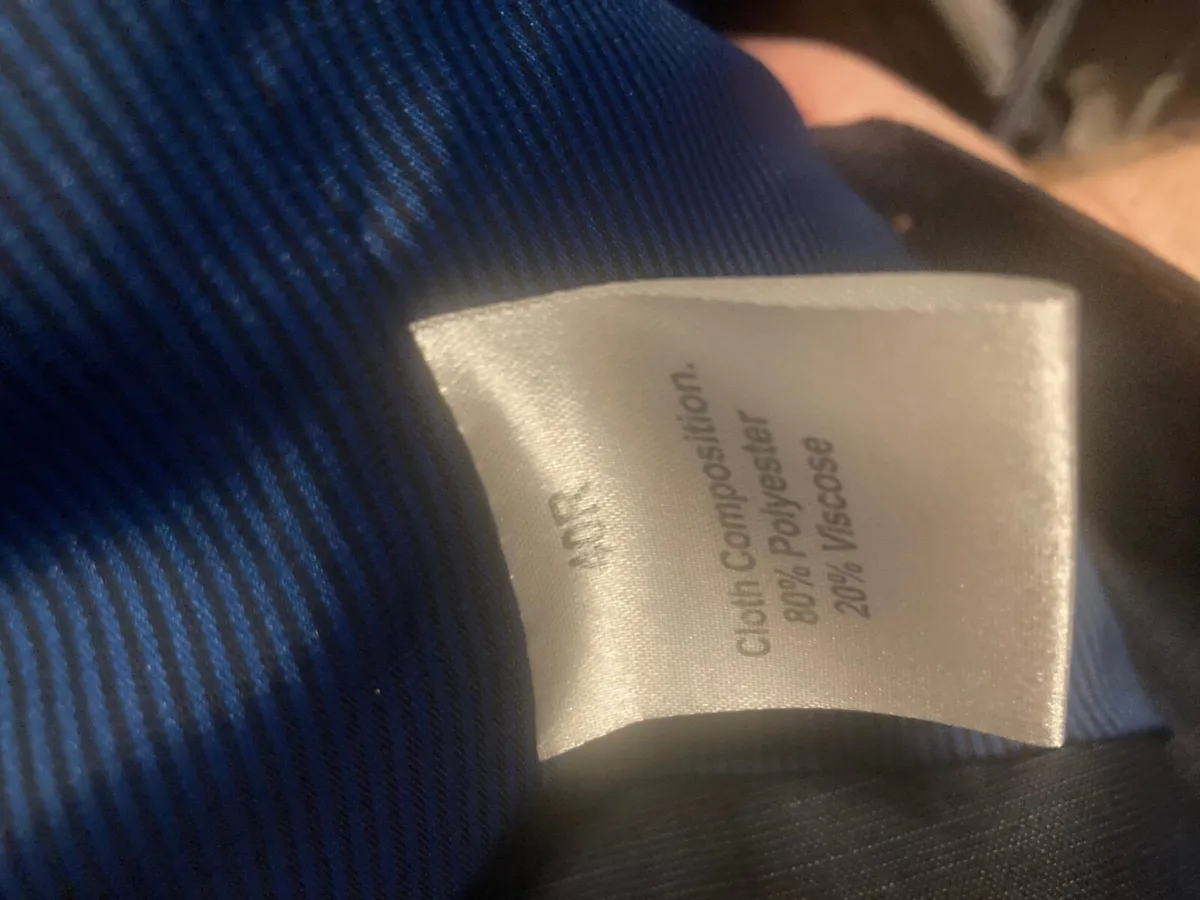 40R
Cloth Composition.
80% Polyester
20% Viscose